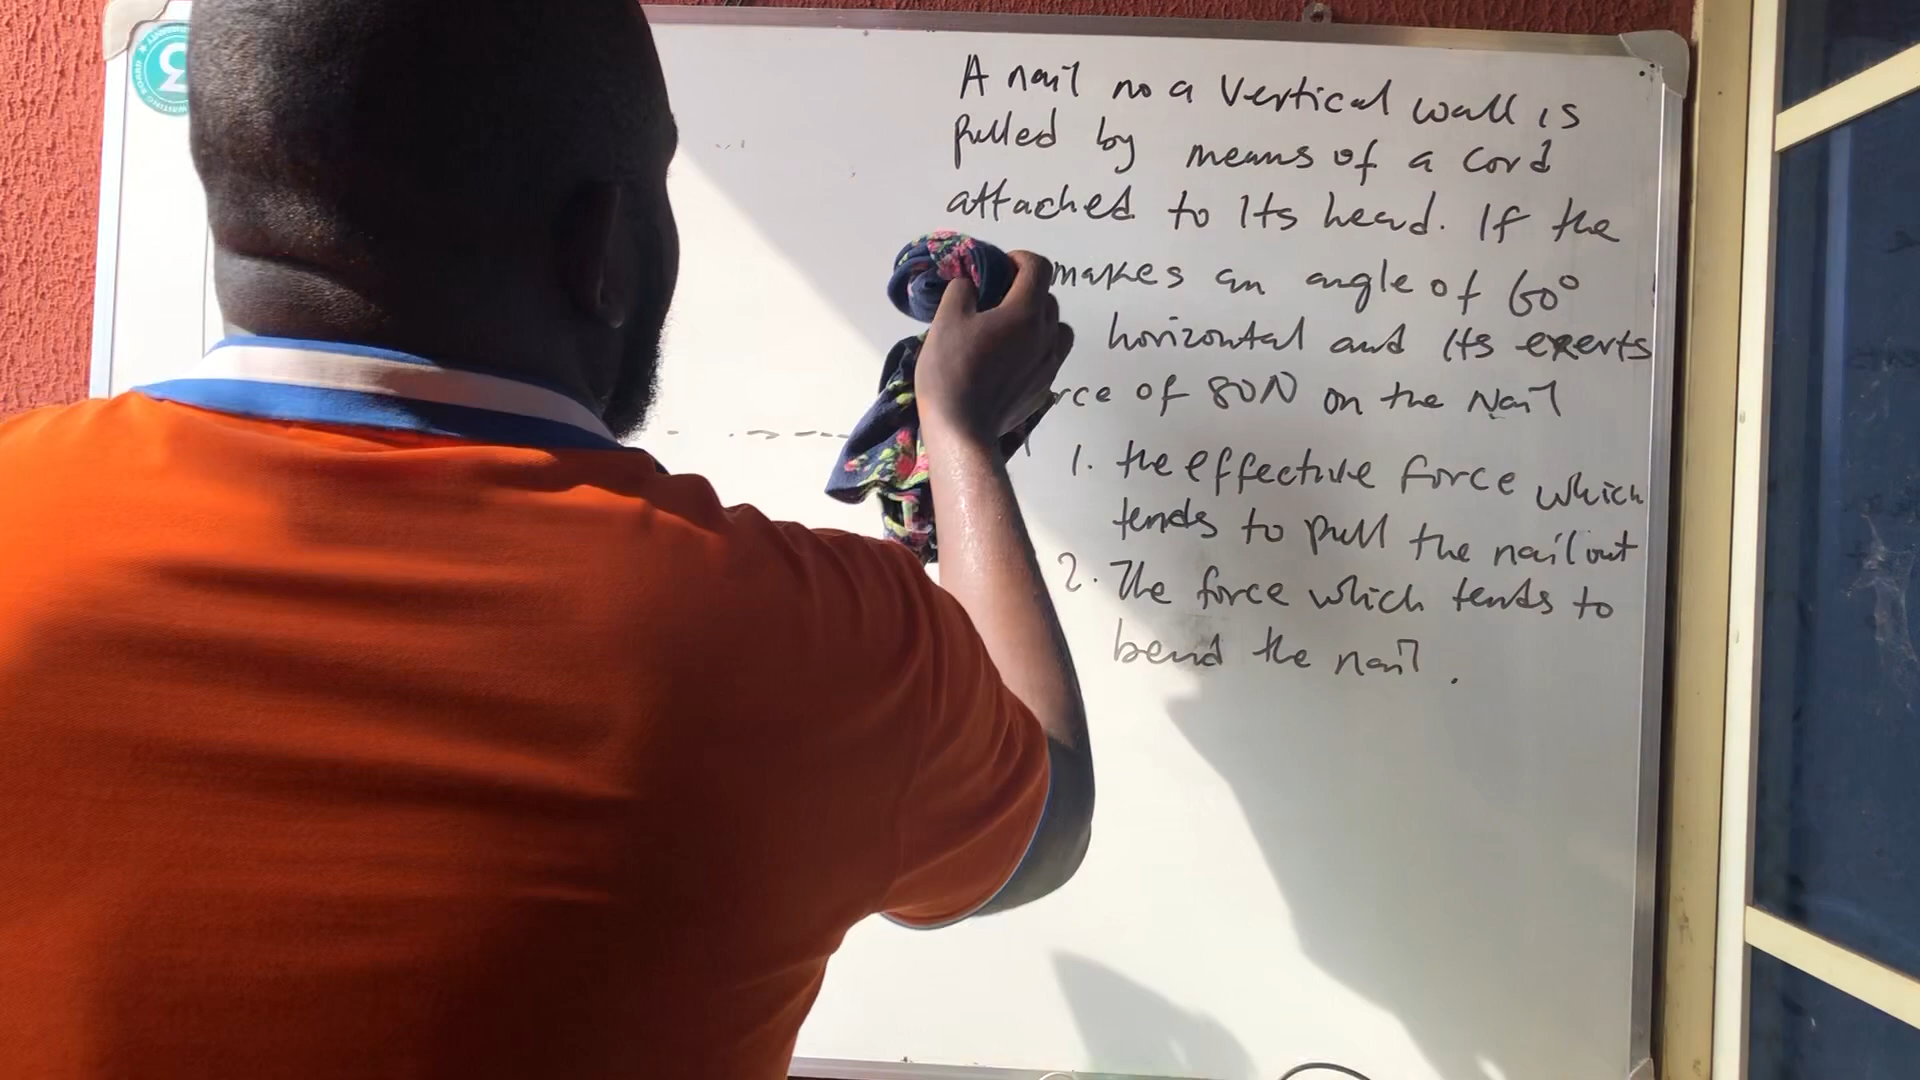 A nail no a Vertical wall is
pulled by means of a cord
attached to Its head. If the
makes an angle of 60°
horizontal and Its exerts
rce of 80N on the Nail
1. the effective force which
tends to pull the nail out
2. The force which tends to
bend the nail.